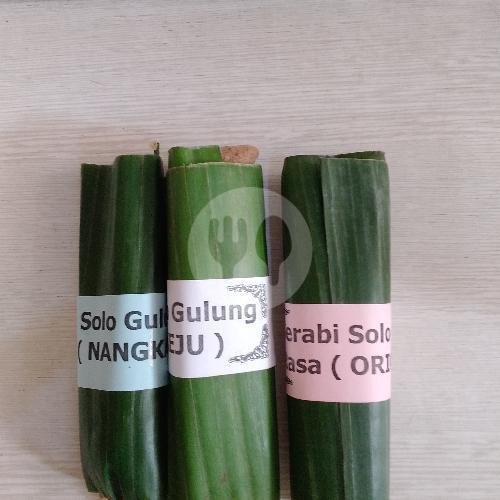 Solo Gul
( NANGK
Gulung
EJU )
erabi Solo
asa ( ORI